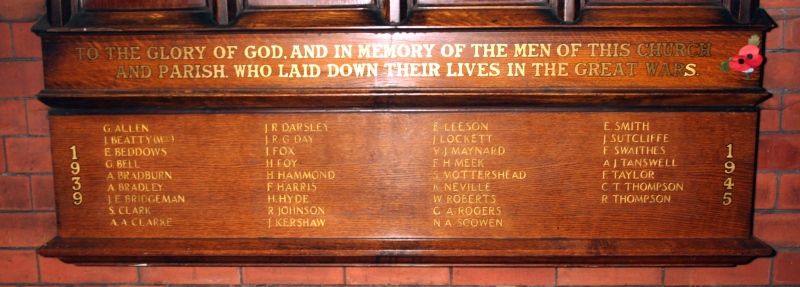 TO THE GLORY OF GOD, AND IN MEMORY OF THE MEN OF THIS CHURCH
AND PARISH, WHO LAID DOWN THEIR LIVES IN THE GREAT WARS.
1939
G. ALLEN
J. BEATTY
E. BEDDOWS
G. BELL
A. BRADBURN
A. BRADLEY
J. E. BRIDGEMAN
S. CLARK
A. A. CLARKE
J. R. DARSLEY
J. R. G. DAY
J. FOX
H. FOY
H. HAMMOND
F. HARRIS
H. HYDE
R. JOHNSON
J. KERSHAW
E. LEESON
J. LOCKETT
W. J. MAYNARD
F. H. MEEK
S. MOTTERSHEAD
K. NEVILLE
W. ROBERTS
G. A. ROGERS
N. A. SCOWEN
E. SMITH
J. SUTCLIFFE
F. SWAITHES
A. J. TANSWELL
F. TAYLOR
C. T. THOMPSON
R. THOMPSON
1945